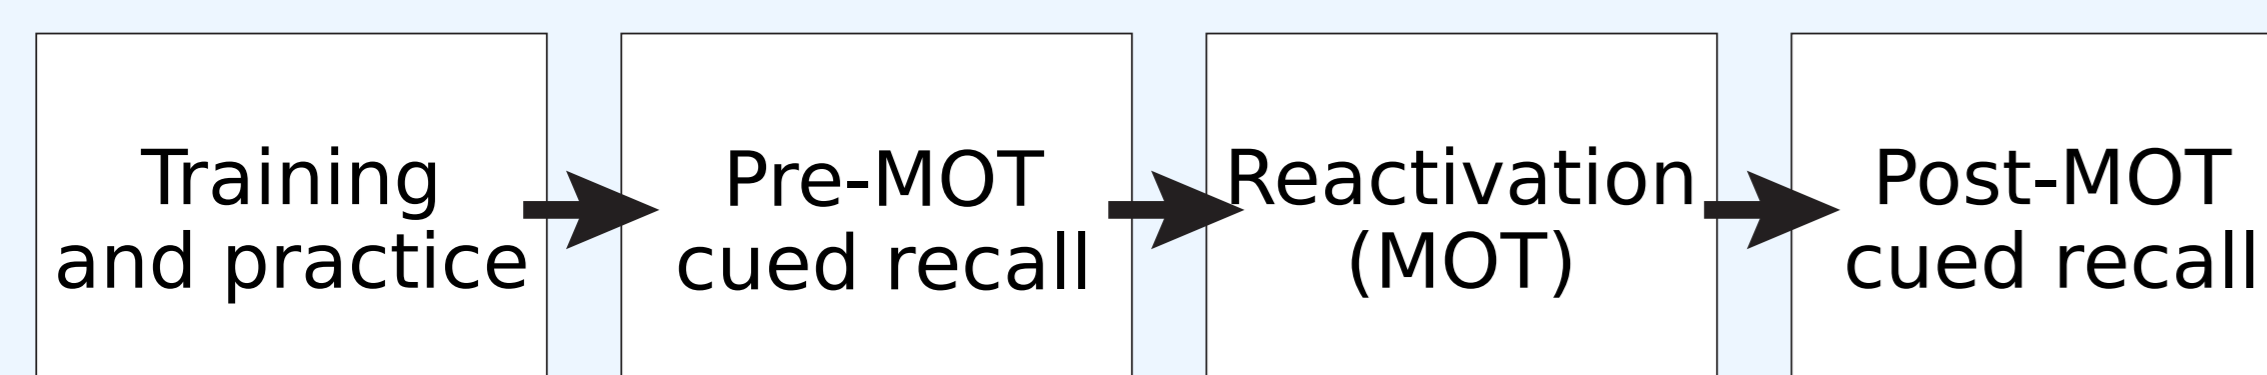 Training
and practice
Pre-MOT
cued recall
Reactivation
(MOT)
Post-MOT
cued recall